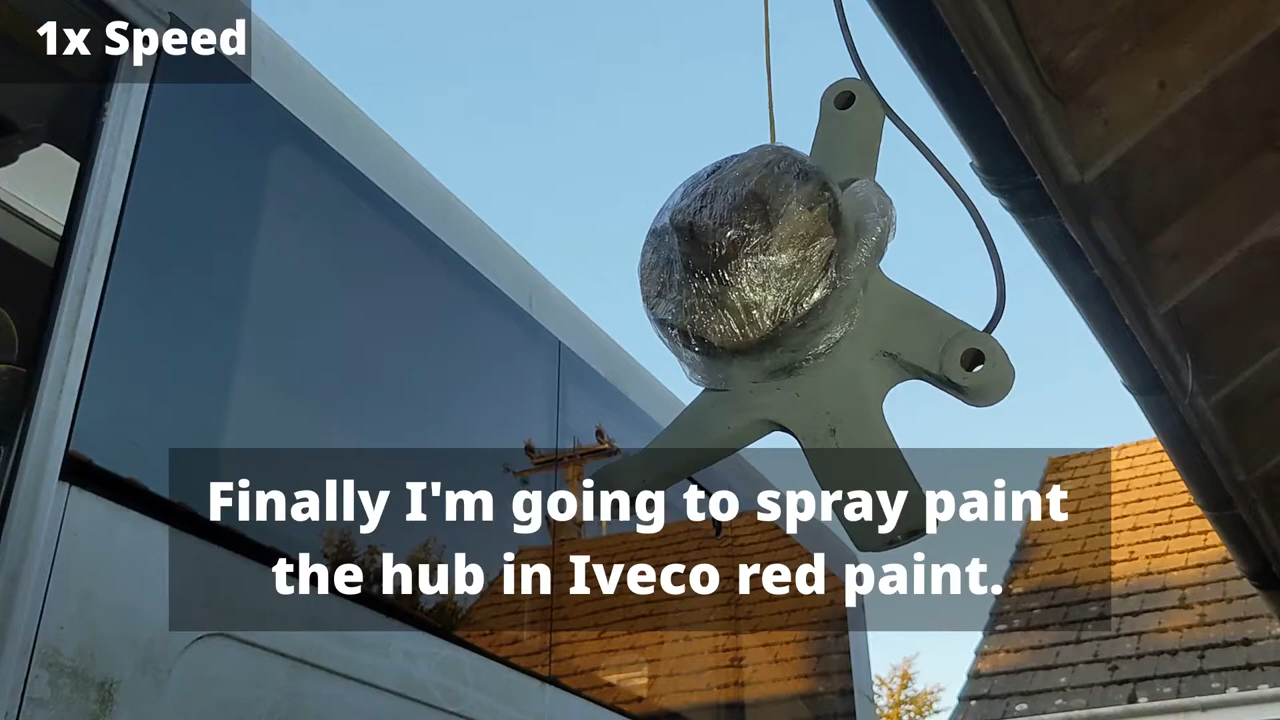 1x Speed
Finally I'm going to spray paint
the hub in Iveco red paint.